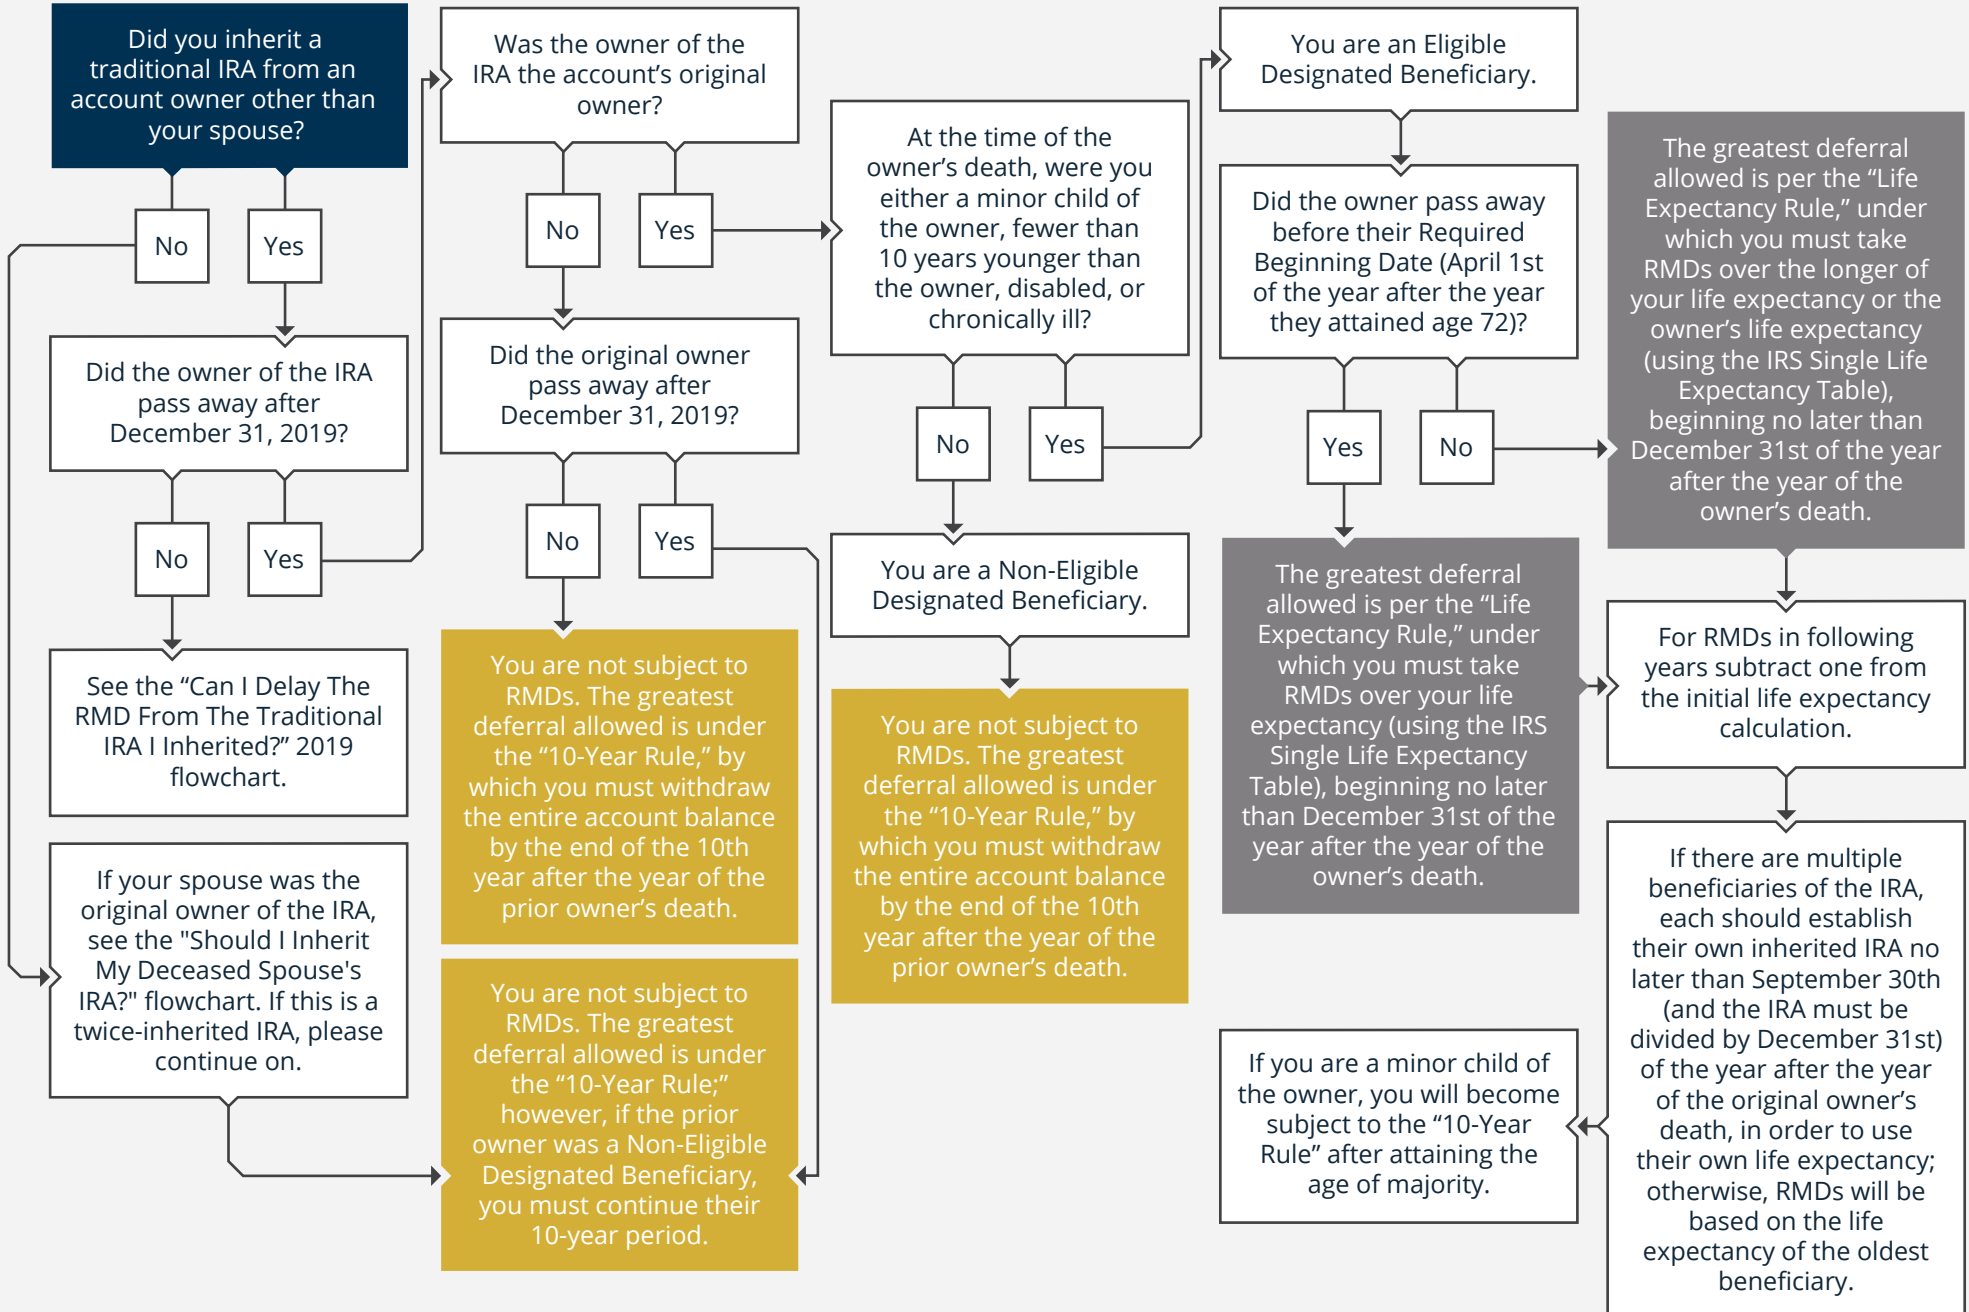 Did you inherit a
traditional IRA from an
account owner other than
your spouse?
No
Yes
Did the owner of the IRA
pass away after
December 31, 2019?
No
Yes
See the “Can I Delay The
RMD From The Traditional
IRA I Inherited?” 2019
flowchart.
If your spouse was the
original owner of the IRA,
see the "Should I Inherit
My Deceased Spouse's
IRA?" flowchart. If this is a
twice-inherited IRA, please
continue on.
Was the owner of the
IRA the account’s original
owner?
No
Yes
Did the original owner
pass away after
December 31, 2019?
No
Yes
You are not subject to
RMDs. The greatest
deferral allowed is under
the “10-Year Rule,” by
which you must withdraw
the entire account balance
by the end of the 10th
year after the year of the
prior owner’s death.
You are not subject to
RMDs. The greatest
deferral allowed is under
the “10-Year Rule;”
however, if the prior
owner was a Non-Eligible
Designated Beneficiary,
you must continue their
10-year period.
At the time of the
owner’s death, were you
either a minor child of
the owner, fewer than
10 years younger than
the owner, disabled, or
chronically ill?
No
Yes
You are a Non-Eligible
Designated Beneficiary.
You are not subject to
RMDs. The greatest
deferral allowed is under
the “10-Year Rule,” by
which you must withdraw
the entire account balance
by the end of the 10th
year after the year of the
prior owner’s death.
You are an Eligible
Designated Beneficiary.
Did the owner pass away
before their Required
Beginning Date (April 1st
of the year after the year
they attained age 72)?
Yes
No
The greatest deferral
allowed is per the “Life
Expectancy Rule,” under
which you must take
RMDs over your life
expectancy (using the IRS
Single Life Expectancy
Table), beginning no later
than December 31st of the
year after the year of the
owner’s death.
The greatest deferral
allowed is per the “Life
Expectancy Rule,” under
which you must take
RMDs over the longer of
your life expectancy or the
owner’s life expectancy
(using the IRS Single Life
Expectancy Table),
beginning no later than
December 31st of the year
after the year of the
owner’s death.
For RMDs in following
years subtract one from
the initial life expectancy
calculation.
If there are multiple
beneficiaries of the IRA,
each should establish
their own inherited IRA no
later than September 30th
(and the IRA must be
divided by December 31st)
of the year after the year
of the original owner’s
death, in order to use
their own life expectancy;
otherwise, RMDs will be
based on the life
expectancy of the oldest
beneficiary.
If you are a minor child of
the owner, you will become
subject to the “10-Year
Rule” after attaining the
age of majority.